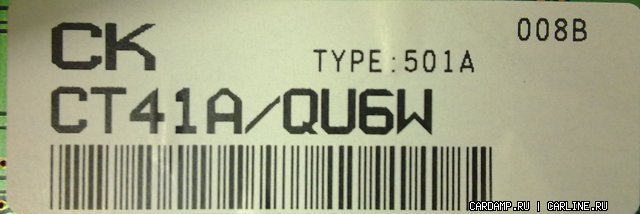 CK TYPE:501A 008B
CT41A/QU6W
CARDAMP.RU | CARLINE.RU